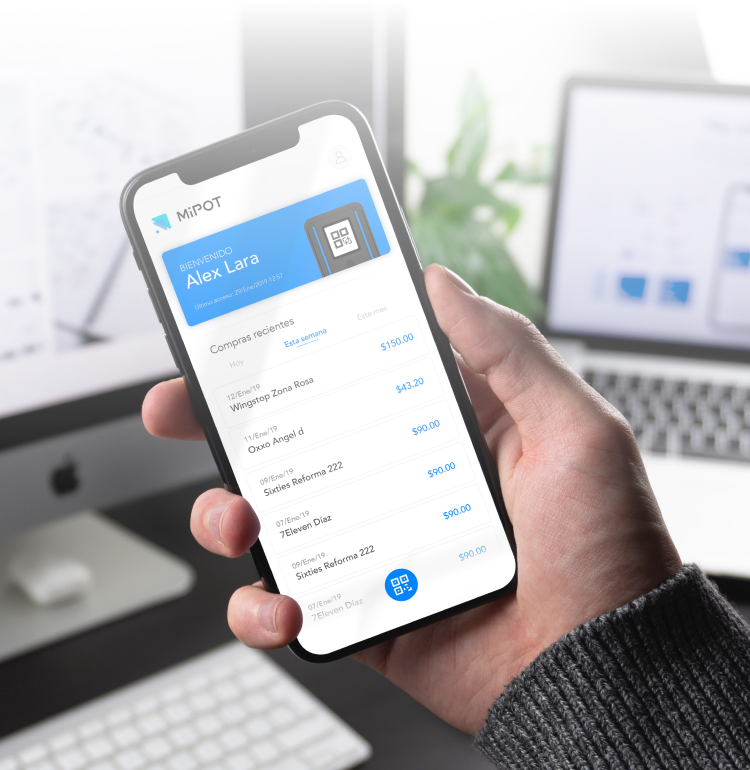 MiPOT
BIENVENIDO
Alex Lara
Último acceso: 29/Ene/2019 12:57
Compras recientes
Hoy
Esta semana
Este mes
12/Ene/19
Wingstop Zona Rosa
$150.00
11/Ene/19
Oxxo Angel d
$43.20
09/Ene/19
Sixties Reforma 222
$90.00
07/Ene/19
7Eleven Díaz
$90.00
09/Ene/19
Sixties Reforma 222
$90.00
07/Ene/19
7Eleven Díaz
$90.00